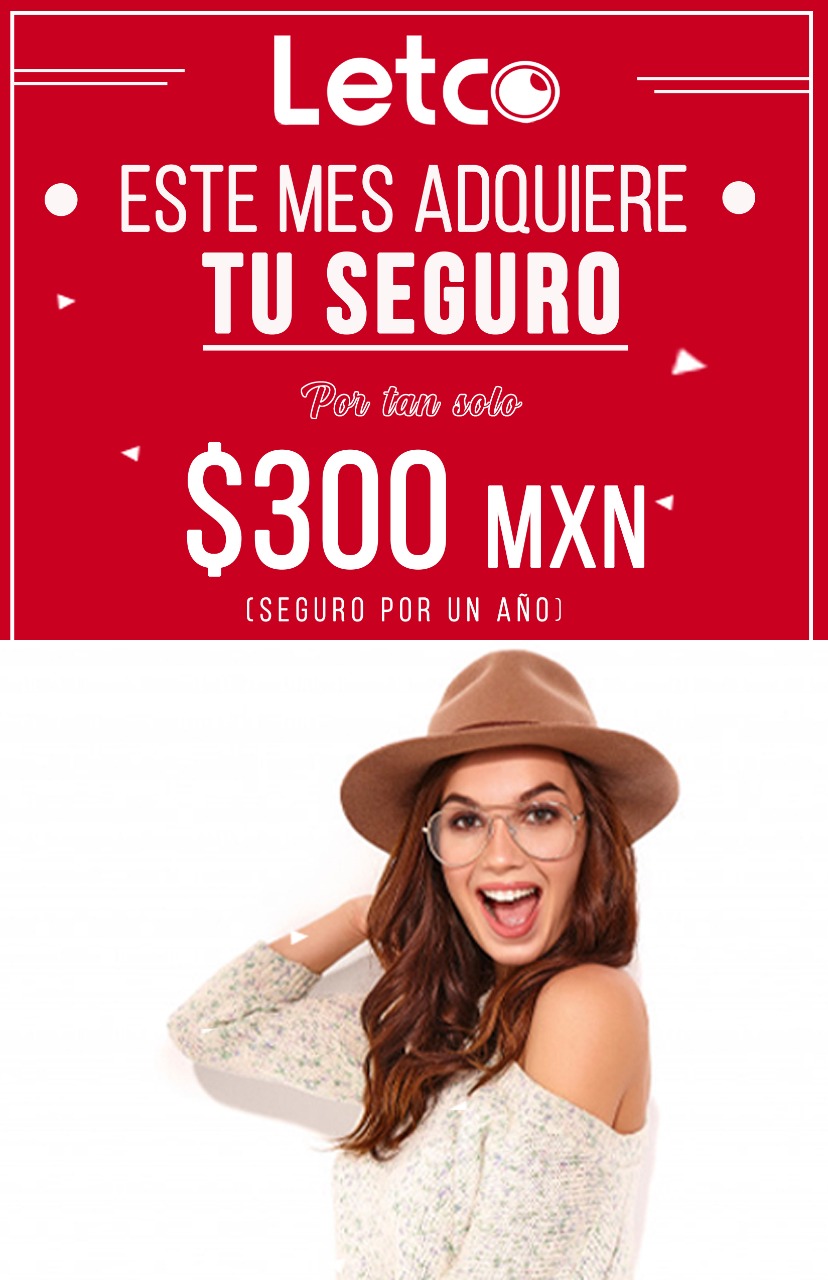 Letco
ESTE MES ADQUIERE
TU SEGURO
Por tan solo
$300 MXN
(SEGURO POR UN AÑO)